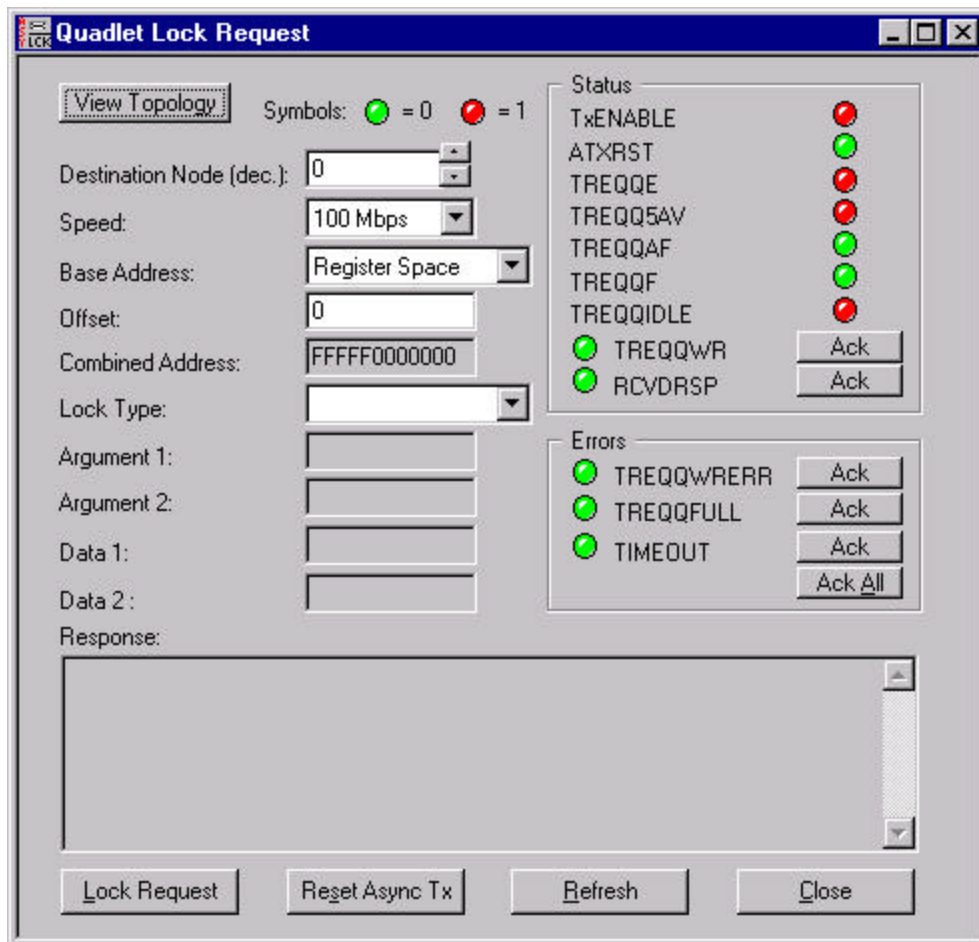 LCK Quadlet Lock Request
View Topology
Symbols: = 0 = 1
Destination Node (dec.): 0
Speed: 100 Mbps
Base Address: Register Space
Offset: 0
Combined Address: FFFFF0000000
Lock Type:
Argument 1:
Argument 2:
Data 1:
Data 2 :
Status
TxENABLE
ATXRST
TREQQE
TREQQ5AV
TREQQAF
TREQQF
TREQQIDLE
TREQQWR Ack
RCVDRSP Ack
Errors
TREQQWRERR Ack
TREQQFULL Ack
TIMEOUT Ack
Ack All
Response:
Lock Request Reset Async Tx Refresh Close